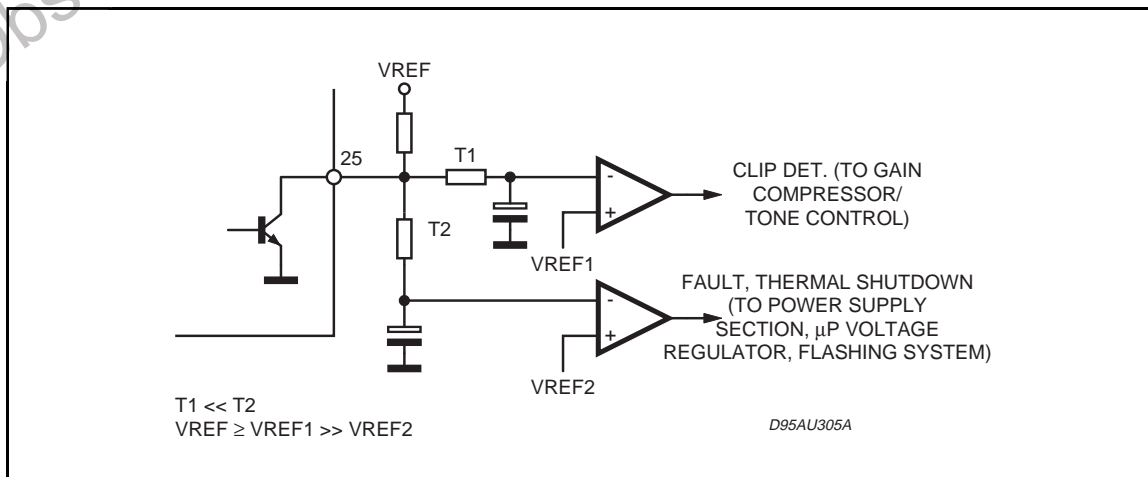 VREF
25
T1
T2
VREF1
CLIP DET. (TO GAIN
COMPRESSOR/
TONE CONTROL)
-
+
FAULT, THERMAL SHUTDOWN
(TO POWER SUPPLY
SECTION, µP VOLTAGE
REGULATOR, FLASHING SYSTEM)
-
+
VREF2
T1 << T2
VREF ≥ VREF1 >> VREF2
D95AU305A